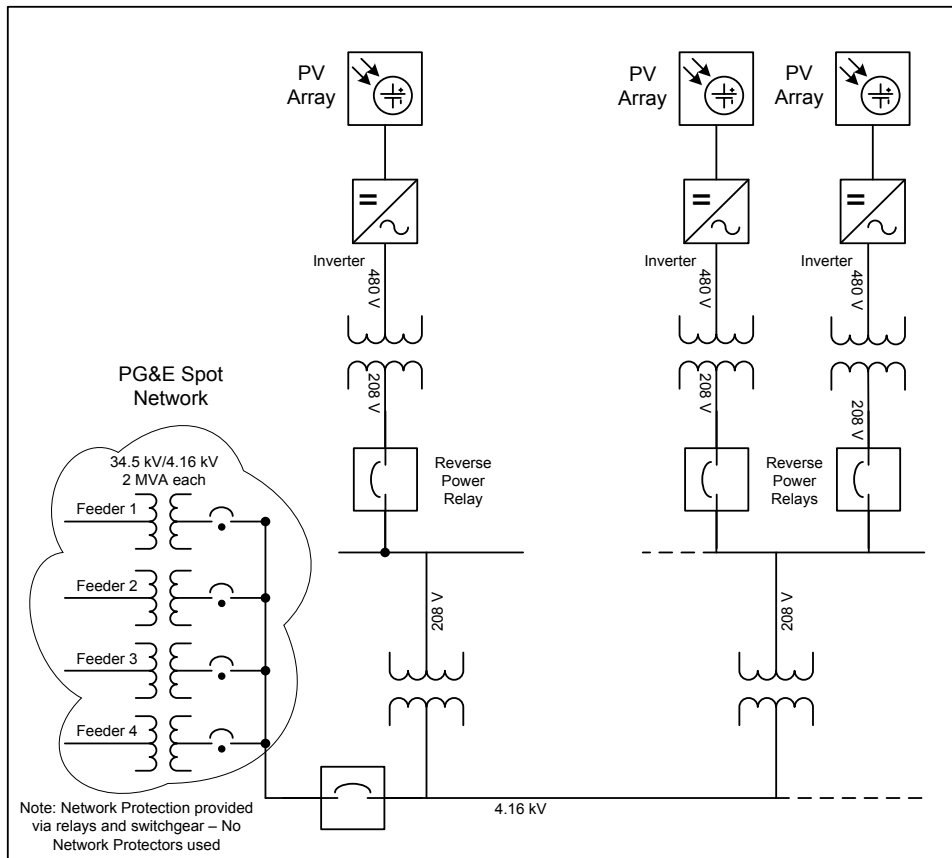 PV
Array
PV
Array
PV
Array
Inverter
Inverter
Inverter
480 V
480 V
480 V
208 V
208 V
208 V
PG&E Spot
Network
34.5 kV/4.16 kV
2 MVA each
Reverse
Power
Relay
Reverse
Power
Relays
Feeder 1
Feeder 2
Feeder 3
Feeder 4
208 V
208 V
4.16 kV
Note: Network Protection provided
via relays and switchgear – No
Network Protectors used